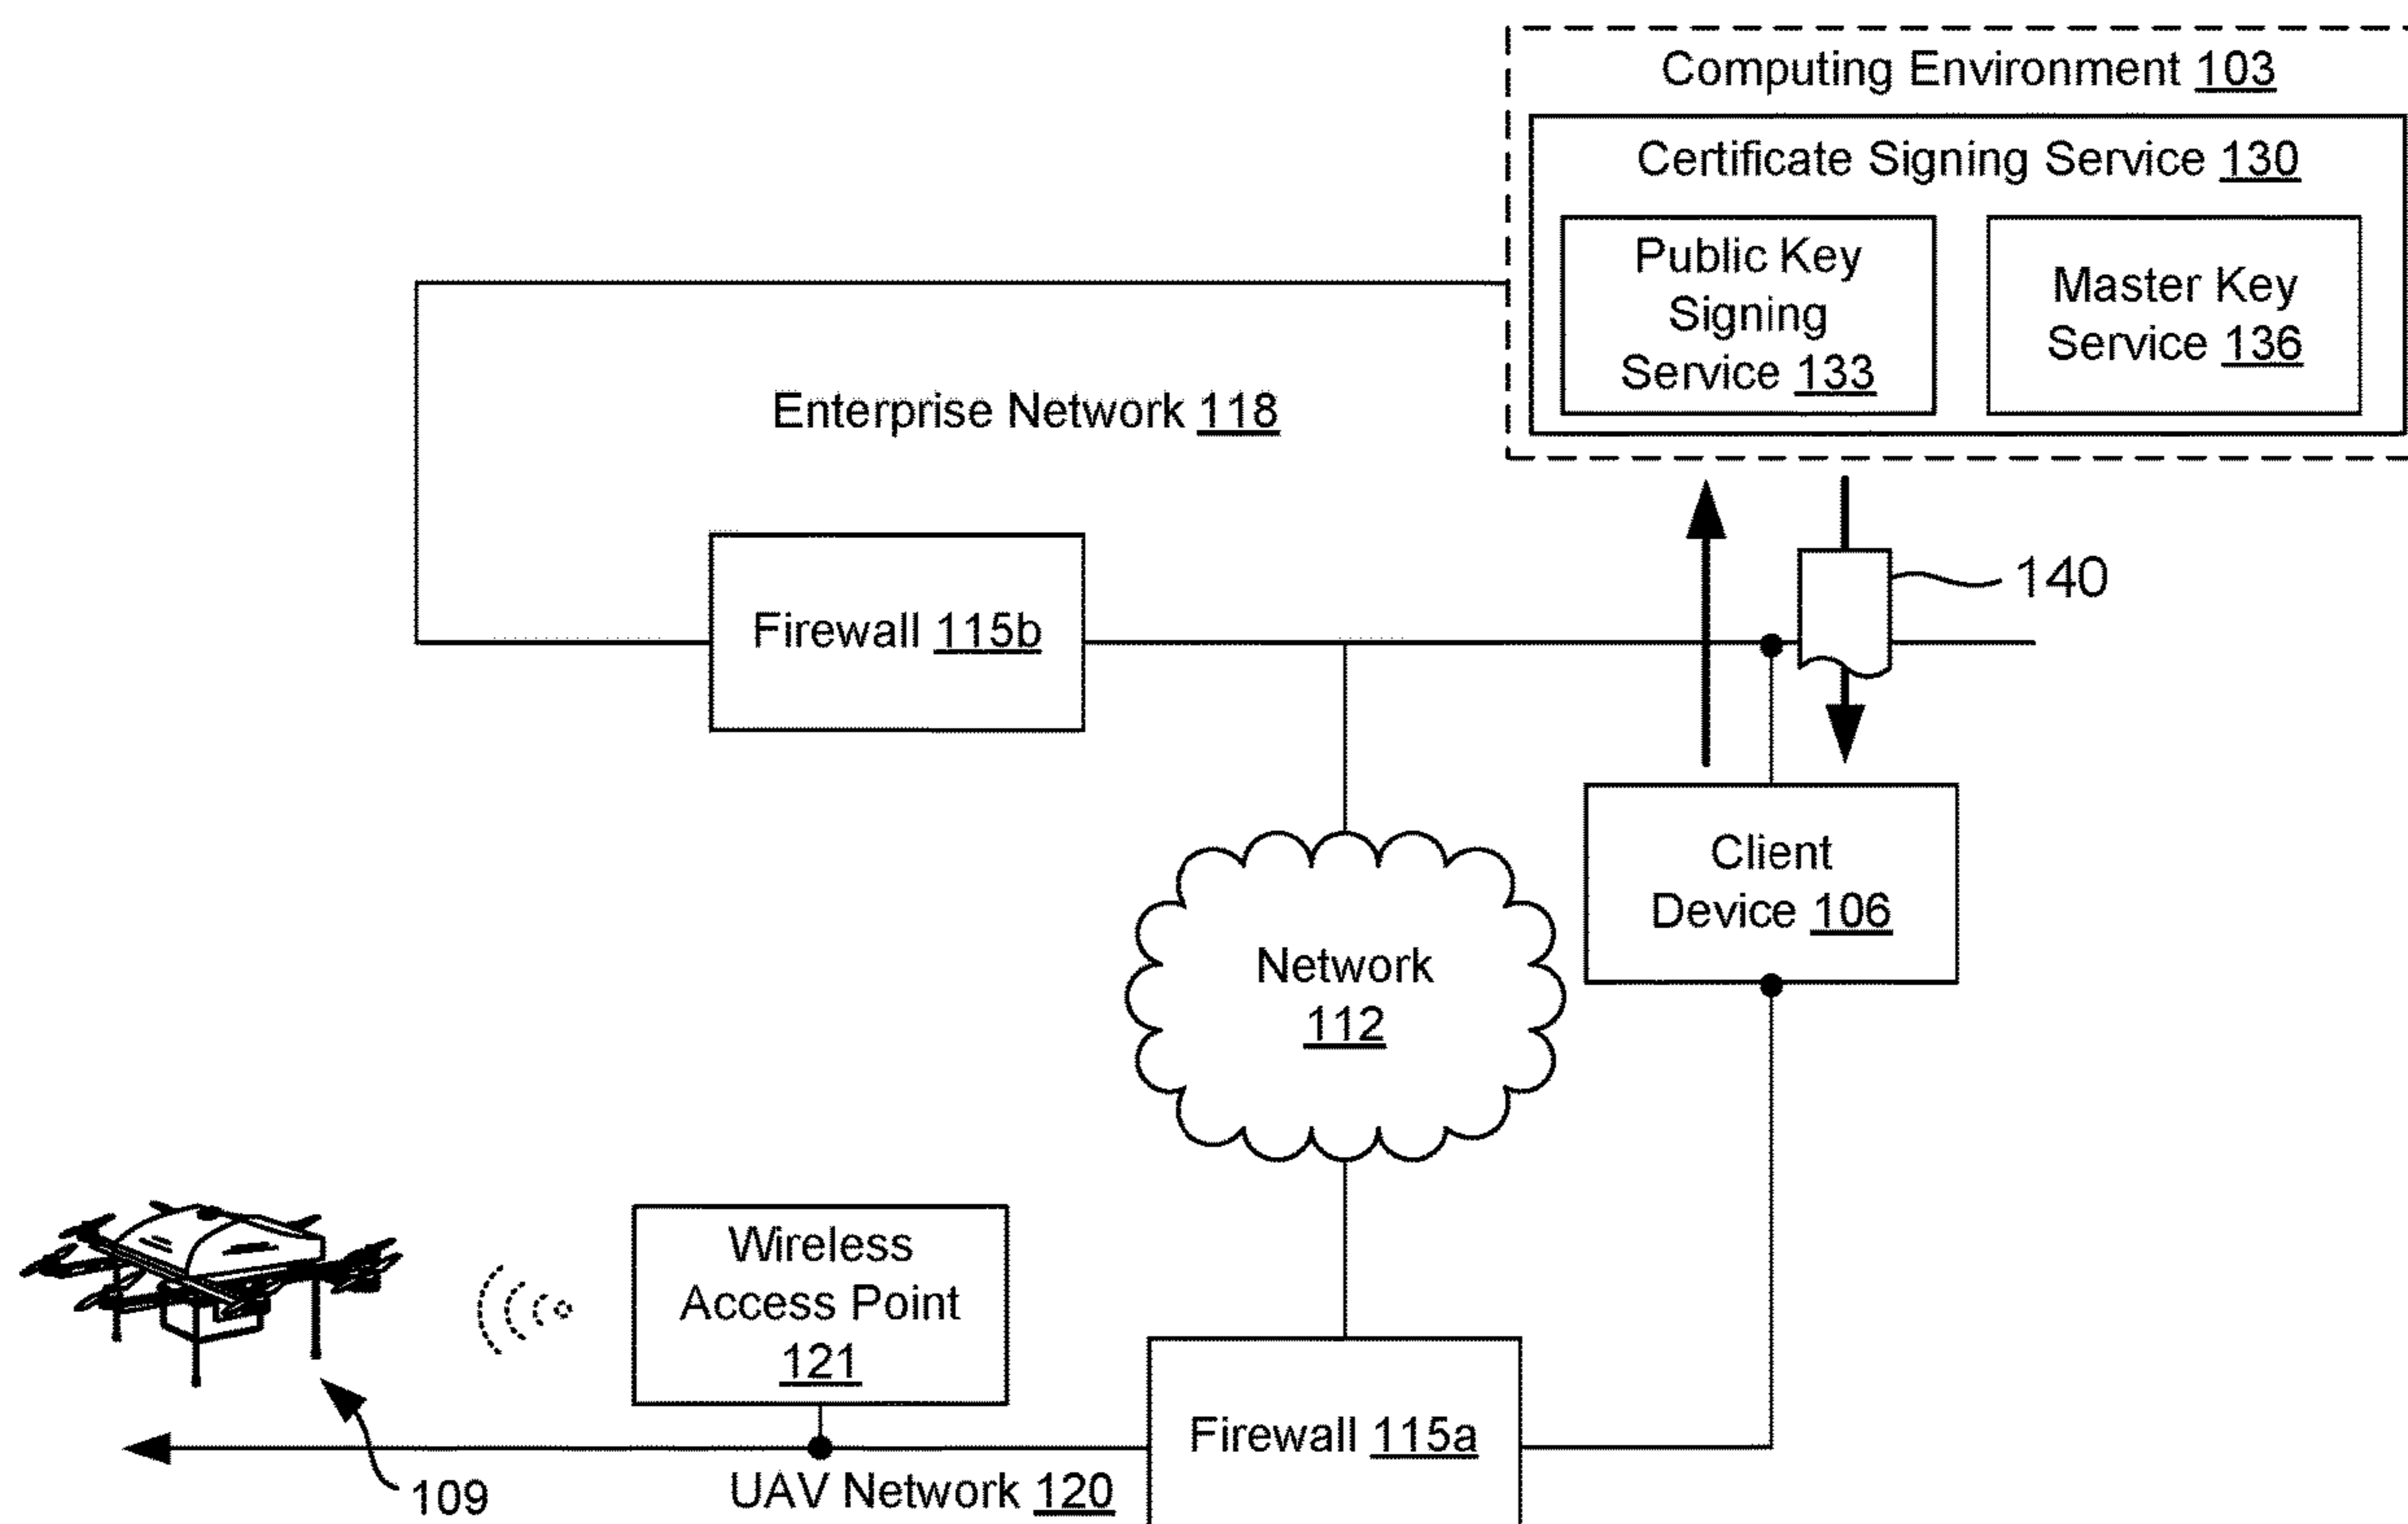 Computing Environment 103
Certificate Signing Service 130
Public Key
Signing
Service 133
Master Key
Service 136
Enterprise Network 118
Firewall 115b
140
Client
Device 106
Network
112
Wireless
Access Point
121
Firewall 115a
UAV Network 120
109